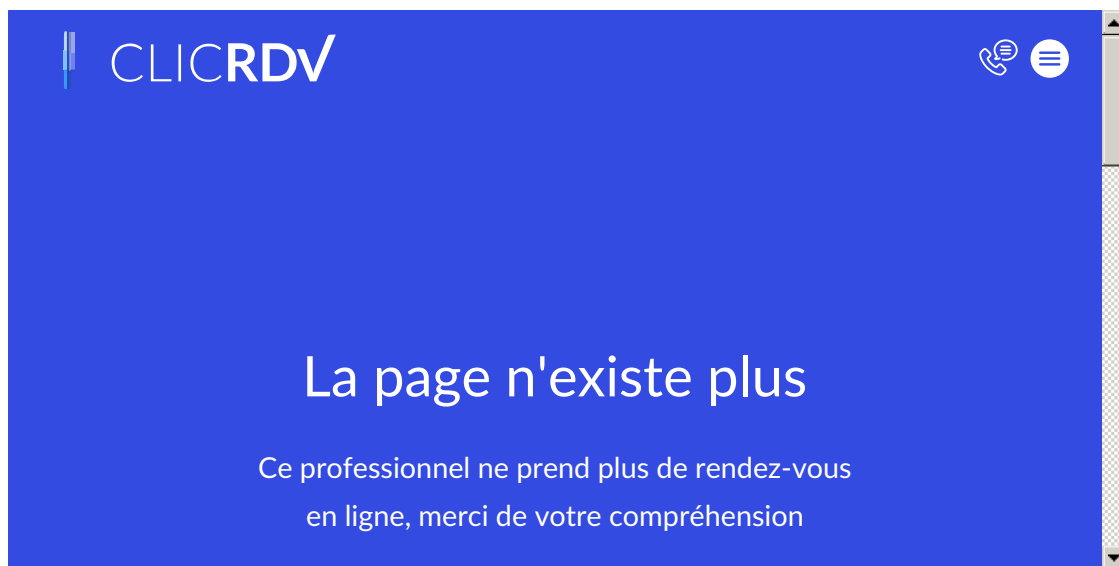 CLICRDV
La page n'existe plus
Ce professionnel ne prend plus de rendez-vous
en ligne, merci de votre compréhension